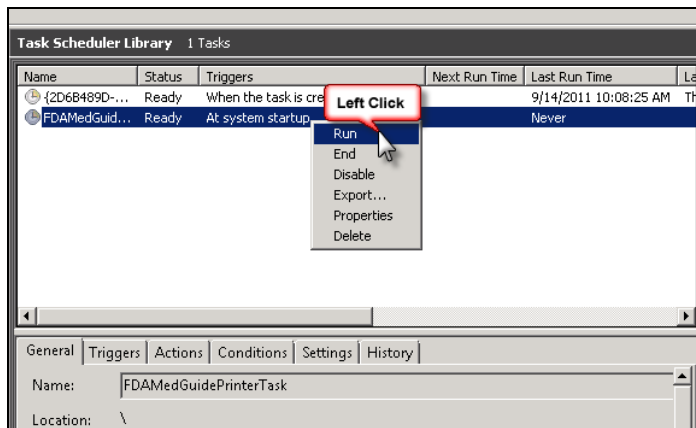 Task Scheduler Library 1 Tasks
Name Status Triggers Next Run Time Last Run Time La
{2D6B489D-... Ready When the task is cre 9/14/2011 10:08:25 AM Th
FDAMedGuid... Ready At system startup Never
Left Click
Run
End
Disable
Export...
Properties
Delete
General Triggers Actions Conditions Settings History
Name: FDAMedGuidePrinterTask
Location: \